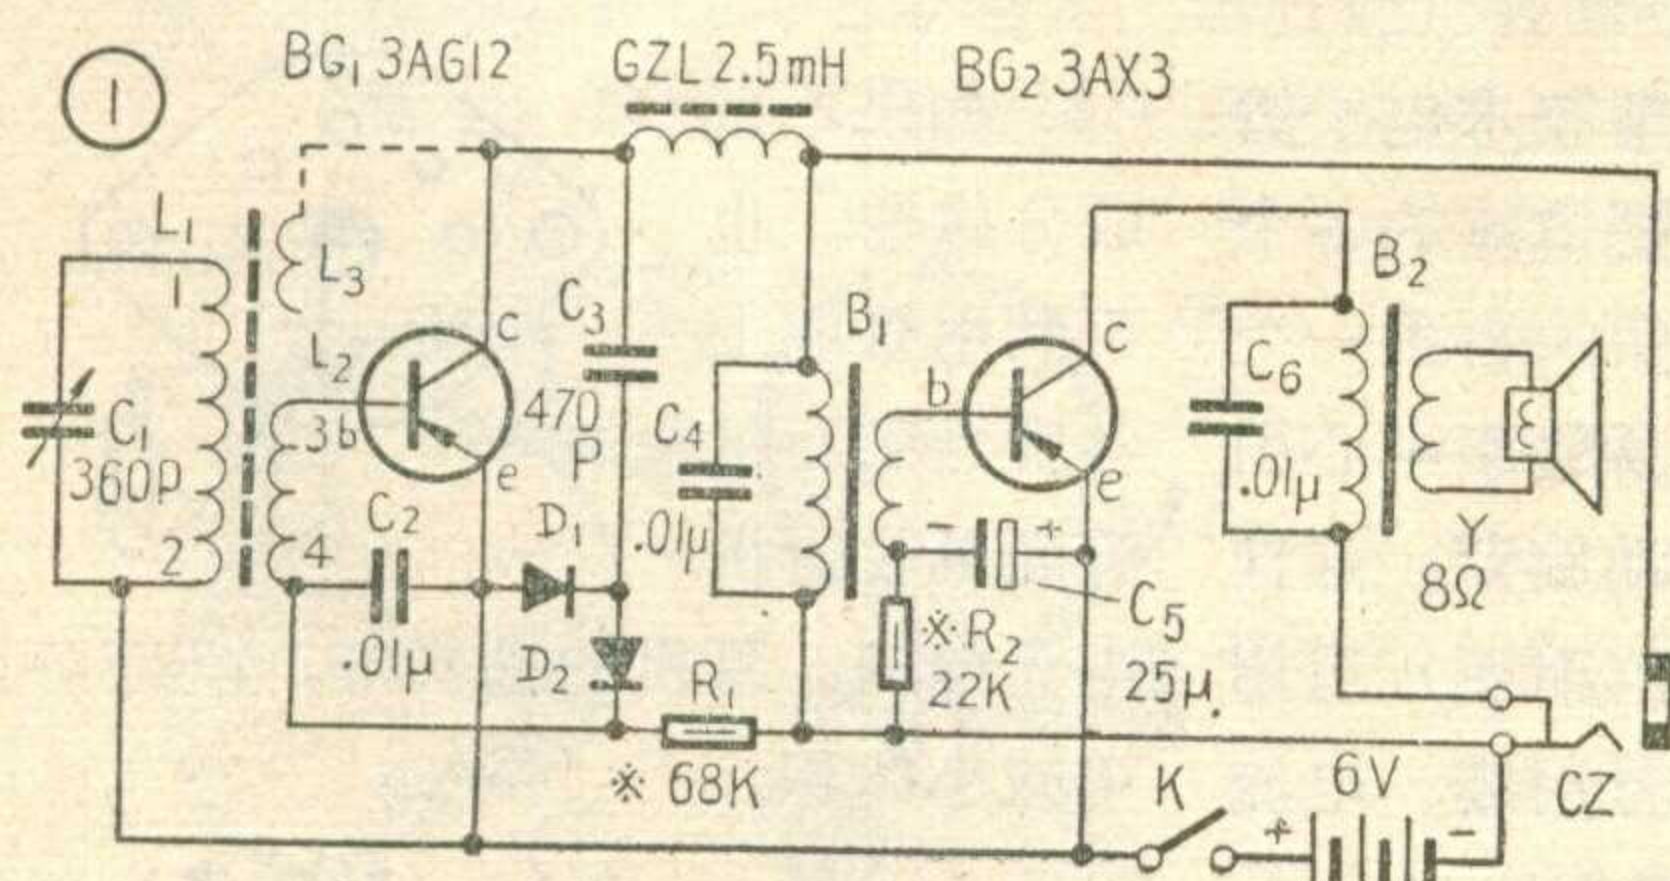 1
BG₁ 3AG12
GZL 2.5mH
BG₂ 3AX3
L₁
1
2
C₁
360P
L₃
L₂
3
b
4
c
e
C₂
.01μ
C₃
470
P
D₁
D₂
C₄
.01μ
B₁
R₁
※ 68K
b
c
e
- +
C₅
25μ.
※R₂
22K
C₆
.01μ
B₂
Y
8Ω
K
+ 6V -
CZ